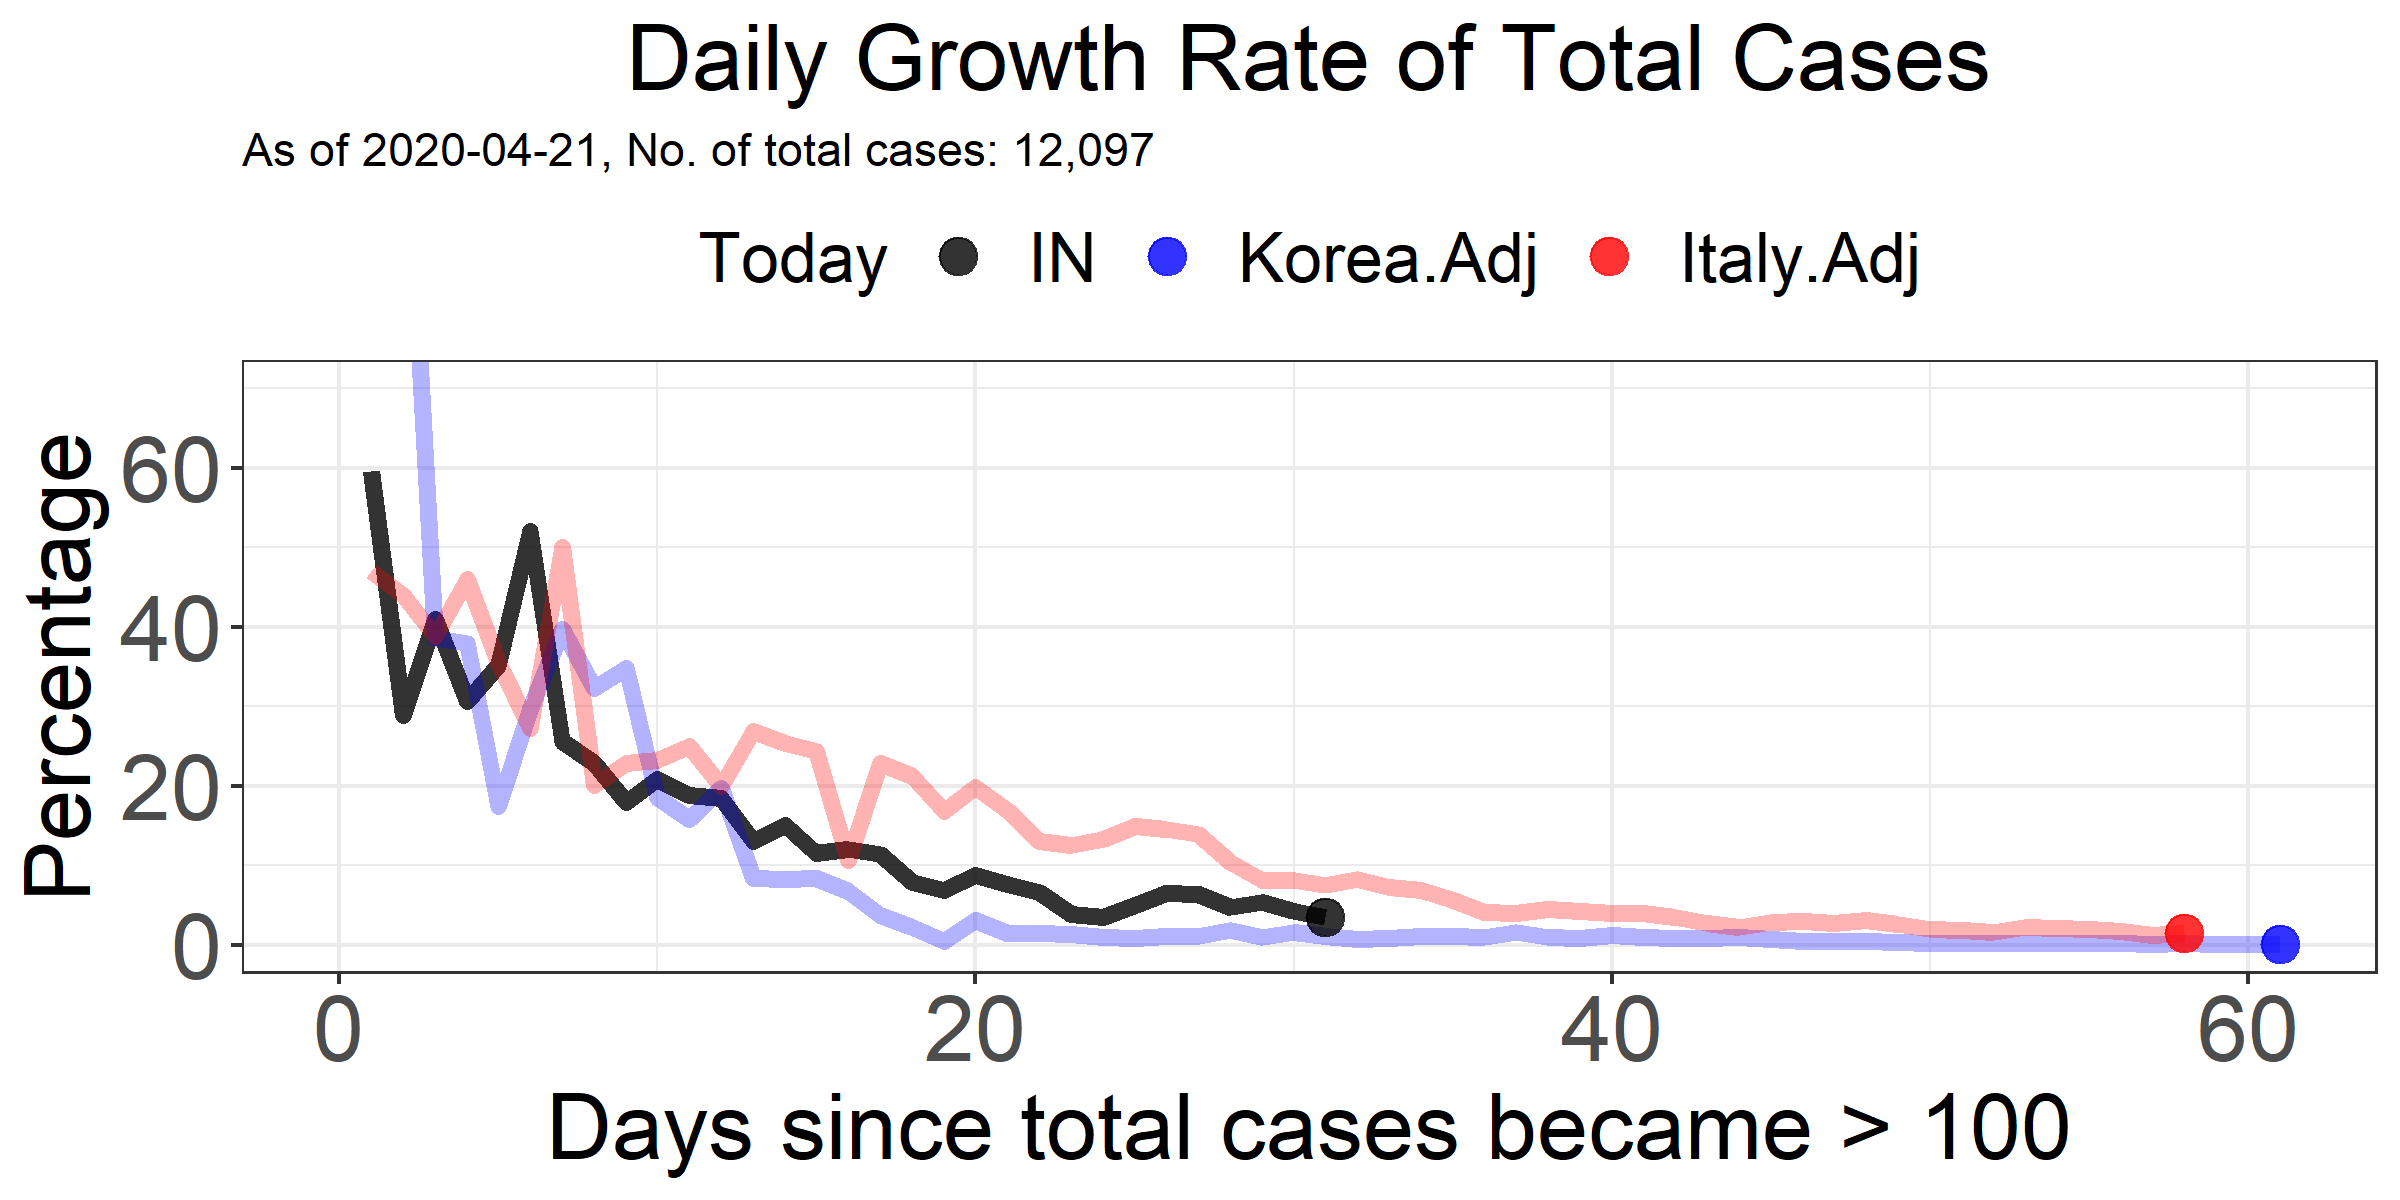 Daily Growth Rate of Total Cases
As of 2020-04-21, No. of total cases: 12,097
Today IN Korea.Adj Italy.Adj
Percentage
60
40
20
0
0 20 40 60
Days since total cases became > 100